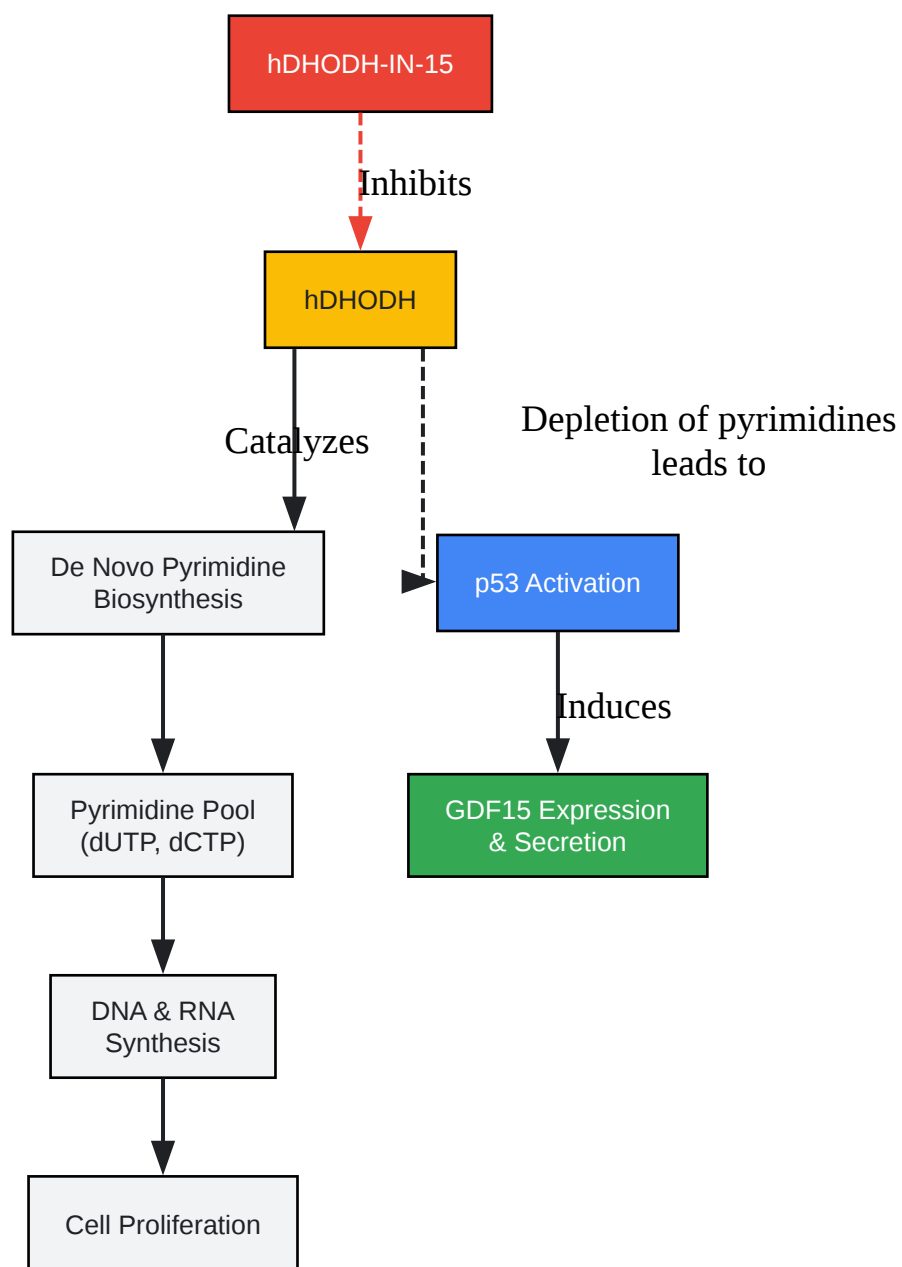 hDHODH-IN-15
Inhibits
hDHODH
Catalyzes
Depletion of pyrimidines
leads to
De Novo Pyrimidine
Biosynthesis
p53 Activation
Induces
Pyrimidine Pool
(dUTP, dCTP)
GDF15 Expression
& Secretion
DNA & RNA
Synthesis
Cell Proliferation